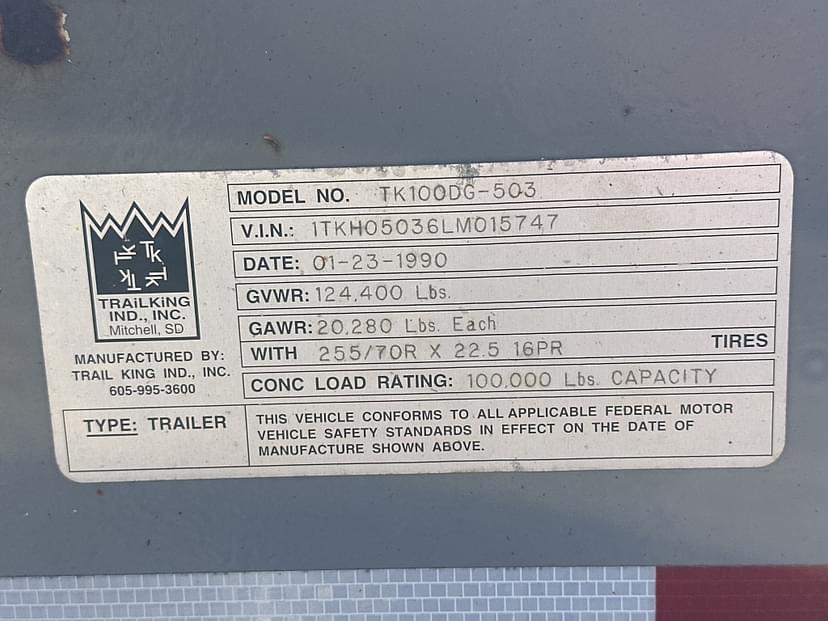 MODEL NO. TK100DG-503
V.I.N.: 1TKH05036LM015747
DATE: 01-23-1990
GVWR: 124,400 Lbs.
GAWR: 20,280 Lbs. Each
WITH 255/70R X 22.5 16PR TIRES
CONC LOAD RATING: 100,000 Lbs. CAPACITY
TK
TK
TK
TK
TRAiLKiNG
IND., INC.
Mitchell, SD
MANUFACTURED BY:
TRAIL KING IND., INC.
605-995-3600
TYPE: TRAILER
THIS VEHICLE CONFORMS TO ALL APPLICABLE FEDERAL MOTOR
VEHICLE SAFETY STANDARDS IN EFFECT ON THE DATE OF
MANUFACTURE SHOWN ABOVE.